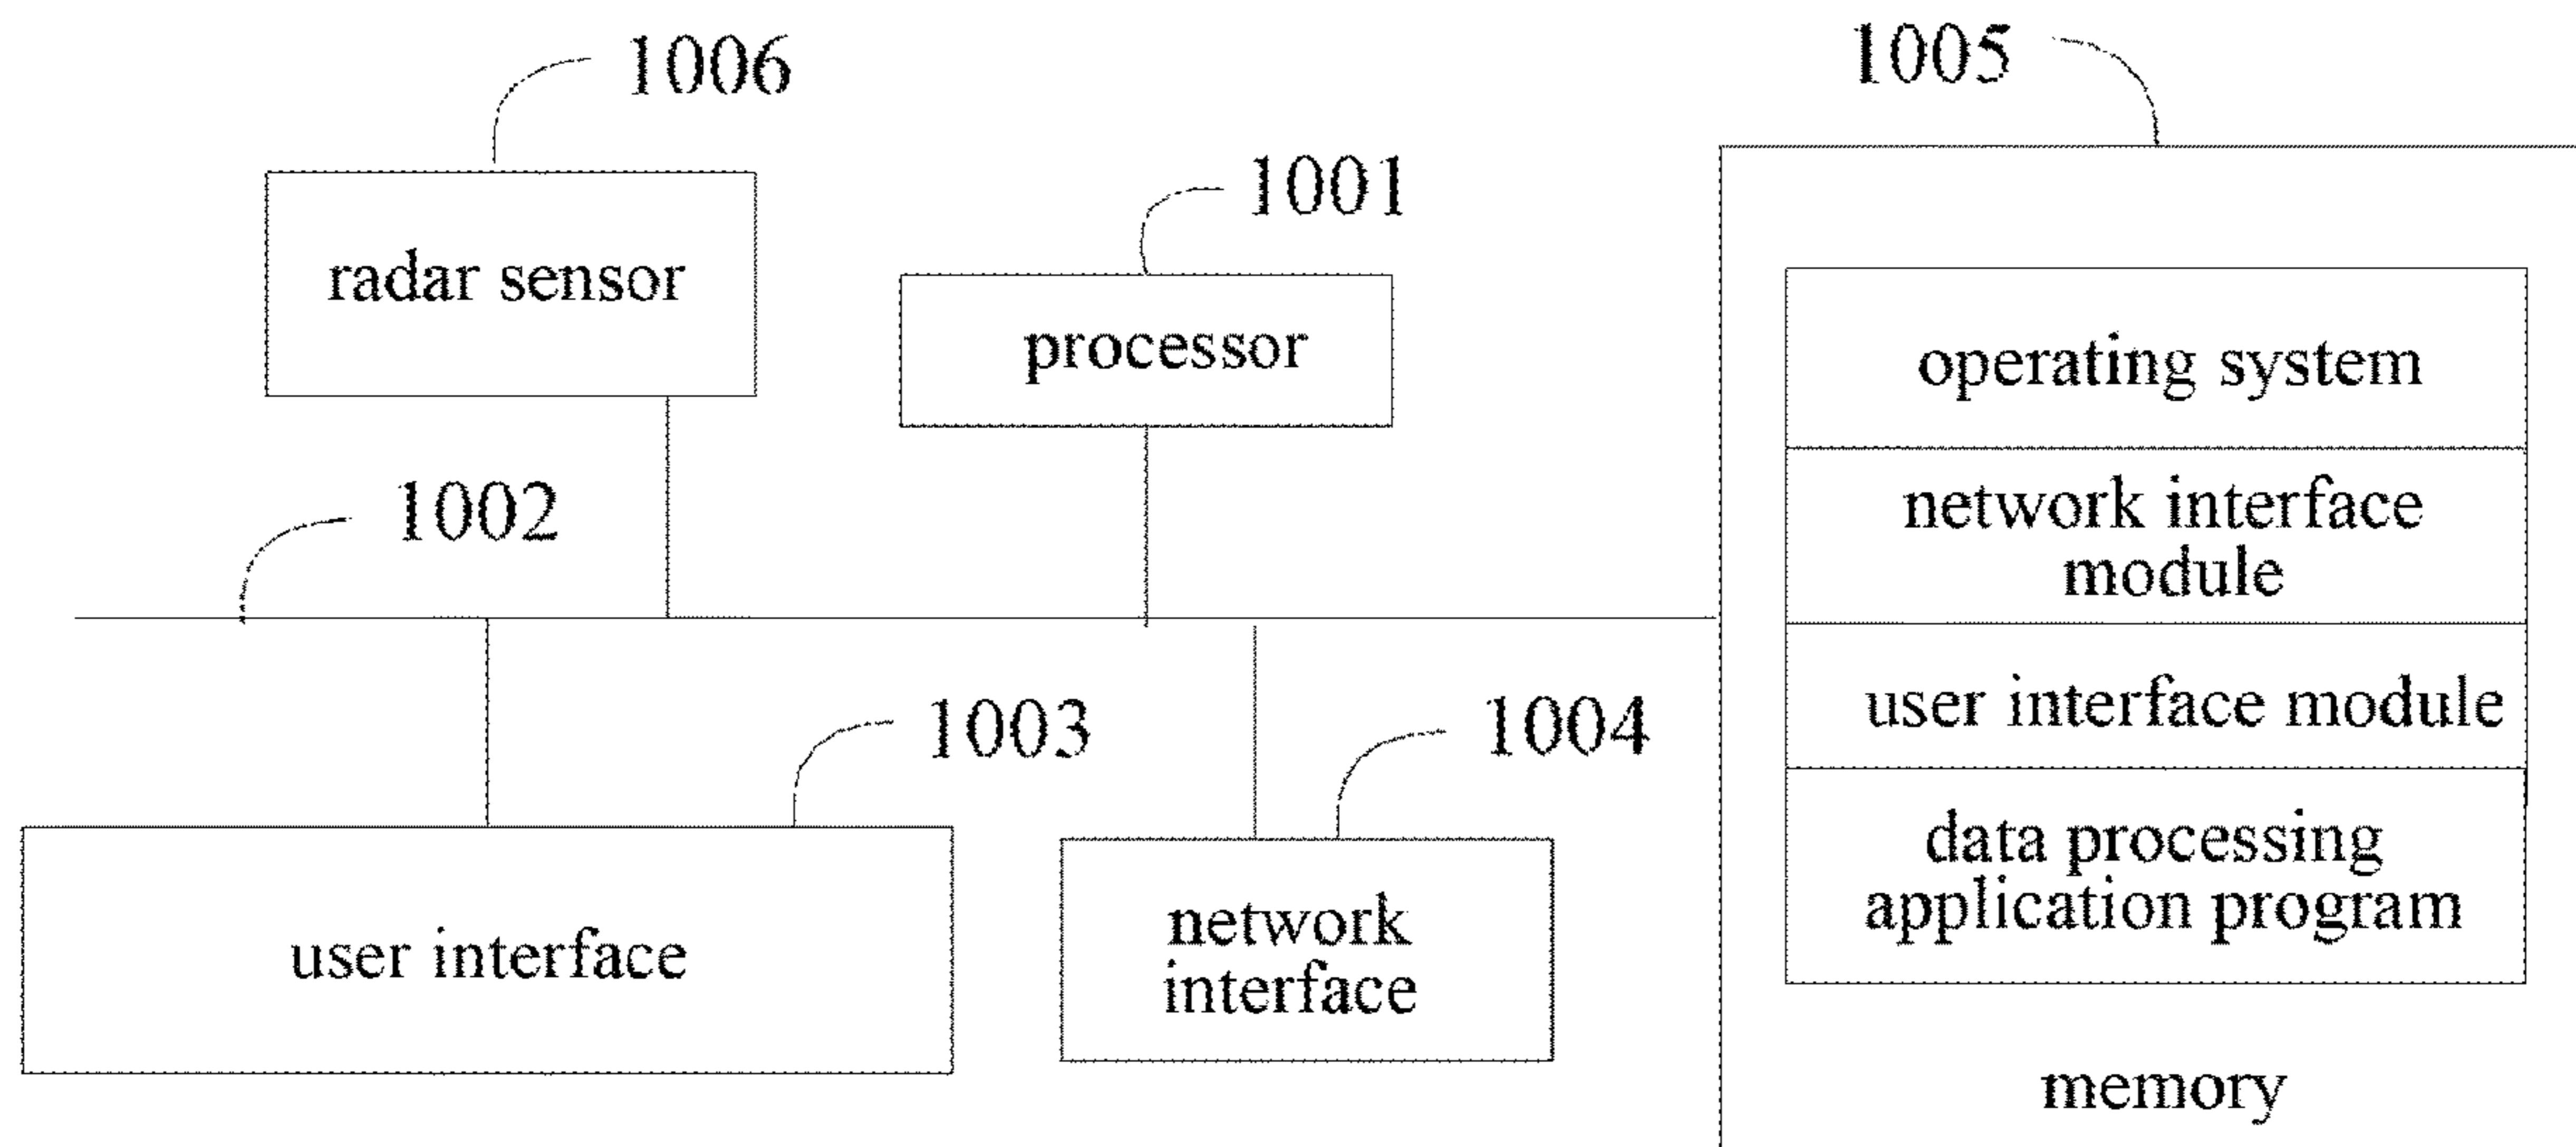 1006
1005
1001
radar sensor
processor
operating system
1002
network interface
module
1003
1004
user interface module
data processing
application program
user interface
network
interface
memory